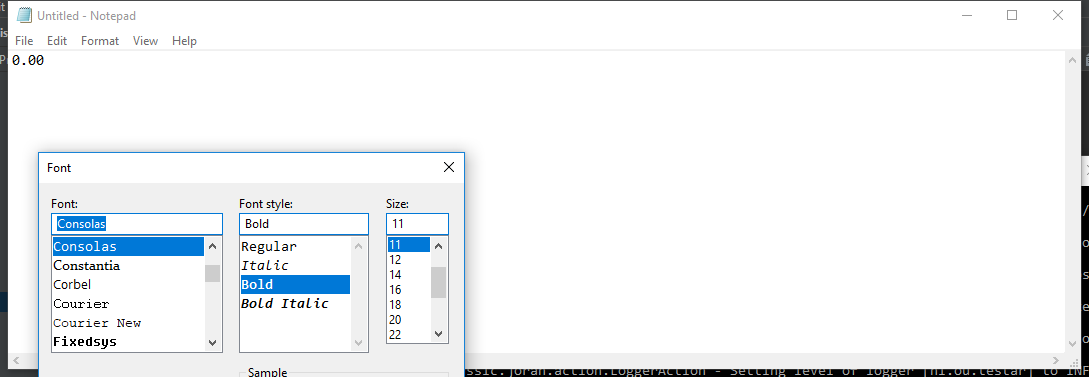 Untitled - Notepad
File Edit Format View Help
0.00
Font
Font: Font style: Size:
Consolas Bold 11
Consolas Regular 11
Constantia Italic 12
Corbel Bold 14
Courier Bold Italic 16
Courier New 18
Fixedsys 20
22
Sample
ssic.joran.action.LoggerAction - Setting level of logger [nl.ou.testar] to INF